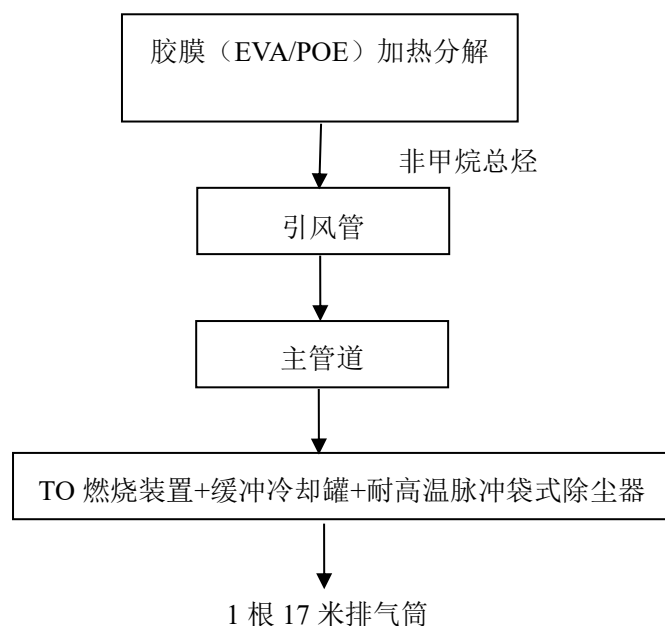 胶膜（EVA/POE）加热分解
非甲烷总烃
引风管
主管道
TO 燃烧装置+缓冲冷却罐+耐高温脉冲袋式除尘器
1 根 17 米排气筒